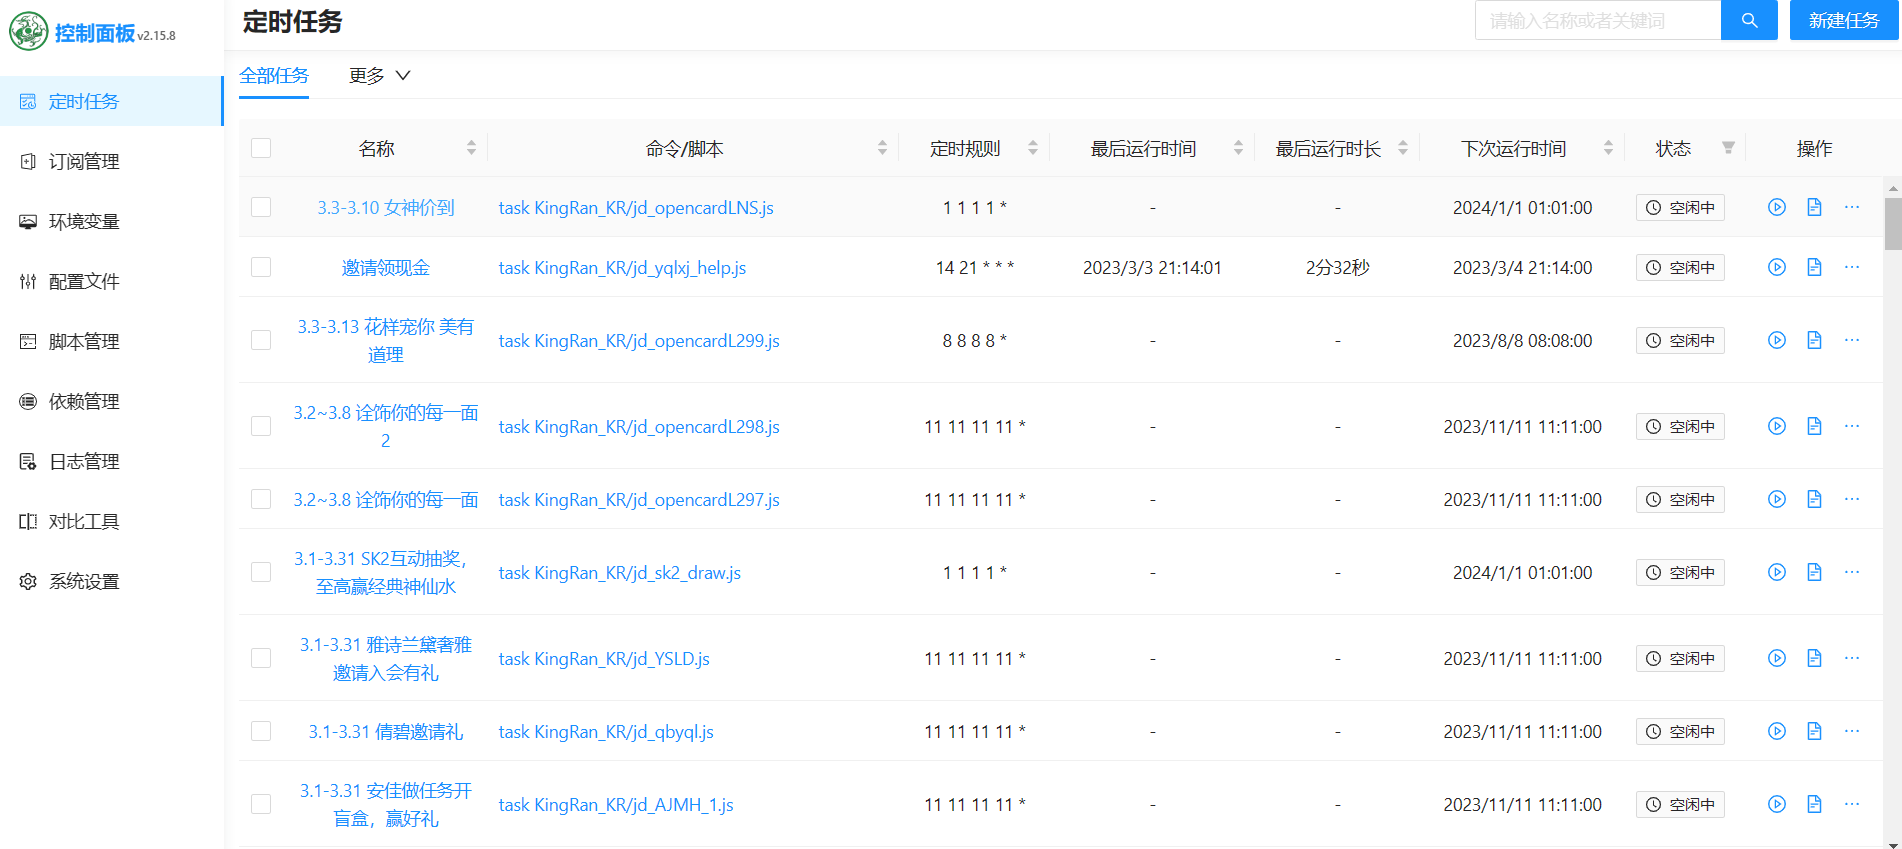 控制面板 v2.15.8
定时任务
请输入名称或者关键词
新建任务
定时任务
订阅管理
环境变量
配置文件
脚本管理
依赖管理
日志管理
对比工具
系统设置
全部任务 更多
名称 命令/脚本 定时规则 最后运行时间 最后运行时长 下次运行时间 状态 操作
3.3-3.10 女神价到 task KingRan_KR/jd_opencardLNS.js 1 1 1 1 * - - 2024/1/1 01:01:00 空闲中 ···
邀请领现金 task KingRan_KR/jd_yqlxj_help.js 14 21 * * * 2023/3/3 21:14:01 2分32秒 2023/3/4 21:14:00 空闲中 ···
3.3-3.13 花样宠你 美有
道理
task KingRan_KR/jd_opencardL299.js 8 8 8 8 * - - 2023/8/8 08:08:00 空闲中 ···
3.2~3.8 诠饰你的每一面
2
task KingRan_KR/jd_opencardL298.js 11 11 11 11 * - - 2023/11/11 11:11:00 空闲中 ···
3.2~3.8 诠饰你的每一面 task KingRan_KR/jd_opencardL297.js 11 11 11 11 * - - 2023/11/11 11:11:00 空闲中 ···
3.1-3.31 SK2互动抽奖，
至高赢经典神仙水
task KingRan_KR/jd_sk2_draw.js 1 1 1 1 * - - 2024/1/1 01:01:00 空闲中 ···
3.1-3.31 雅诗兰黛奢雅
邀请入会有礼
task KingRan_KR/jd_YSLD.js 11 11 11 11 * - - 2023/11/11 11:11:00 空闲中 ···
3.1-3.31 倩碧邀请礼 task KingRan_KR/jd_qbyql.js 11 11 11 11 * - - 2023/11/11 11:11:00 空闲中 ···
3.1-3.31 安佳做任务开
盲盒，赢好礼
task KingRan_KR/jd_AJMH_1.js 11 11 11 11 * - - 2023/11/11 11:11:00 空闲中 ···